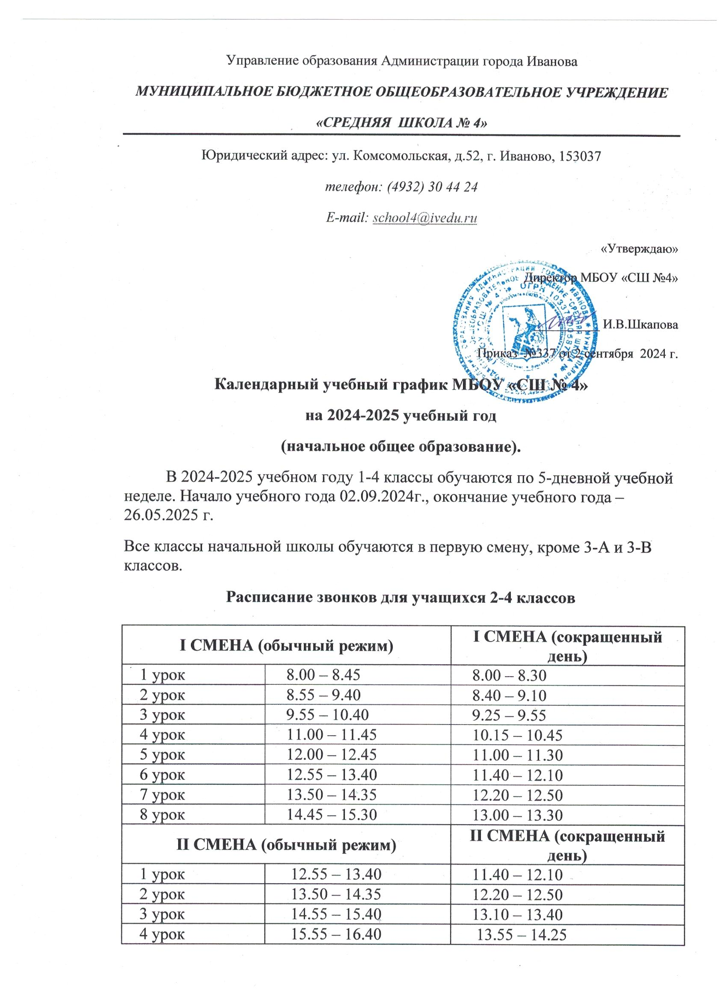 Управление образования Администрации города Иванова
МУНИЦИПАЛЬНОЕ БЮДЖЕТНОЕ ОБЩЕОБРАЗОВАТЕЛЬНОЕ УЧРЕЖДЕНИЕ
«СРЕДНЯЯ ШКОЛА № 4»
Юридический адрес: ул. Комсомольская, д.52, г. Иваново, 153037
телефон: (4932) 30 44 24
E-mail: school4@ivedu.ru
«Утверждаю»
Директор МБОУ «СШ №4»
И.В.Шкапова
Приказ №337 от 2 сентября 2024 г.
Календарный учебный график МБОУ «СШ № 4»
на 2024-2025 учебный год
(начальное общее образование).
В 2024-2025 учебном году 1-4 классы обучаются по 5-дневной учебной
неделе. Начало учебного года 02.09.2024г., окончание учебного года –
26.05.2025 г.
Все классы начальной школы обучаются в первую смену, кроме 3-А и 3-В
классов.
Расписание звонков для учащихся 2-4 классов
I СМЕНА (обычный режим) I СМЕНА (сокращенный
день)
1 урок 8.00 – 8.45 8.00 – 8.30
2 урок 8.55 – 9.40 8.40 – 9.10
3 урок 9.55 – 10.40 9.25 – 9.55
4 урок 11.00 – 11.45 10.15 – 10.45
5 урок 12.00 – 12.45 11.00 – 11.30
6 урок 12.55 – 13.40 11.40 – 12.10
7 урок 13.50 – 14.35 12.20 – 12.50
8 урок 14.45 – 15.30 13.00 – 13.30
II СМЕНА (обычный режим) II СМЕНА (сокращенный
день)
1 урок 12.55 – 13.40 11.40 – 12.10
2 урок 13.50 – 14.35 12.20 – 12.50
3 урок 14.55 – 15.40 13.10 – 13.40
4 урок 15.55 – 16.40 13.55 – 14.25